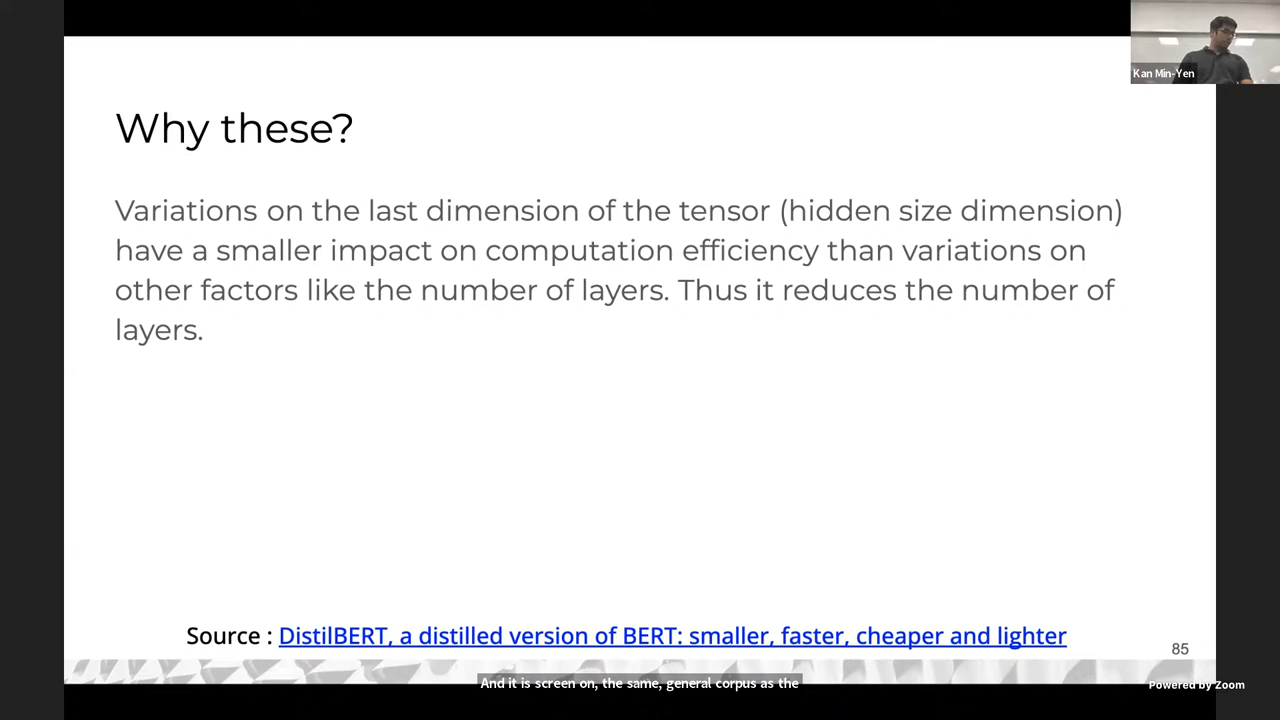 Kan Min-Yen
Why these?
Variations on the last dimension of the tensor (hidden size dimension)
have a smaller impact on computation efficiency than variations on
other factors like the number of layers. Thus it reduces the number of
layers.
Source : DistilBERT, a distilled version of BERT: smaller, faster, cheaper and lighter
85
And it is screen on, the same, general corpus as the
Powered by Zoom